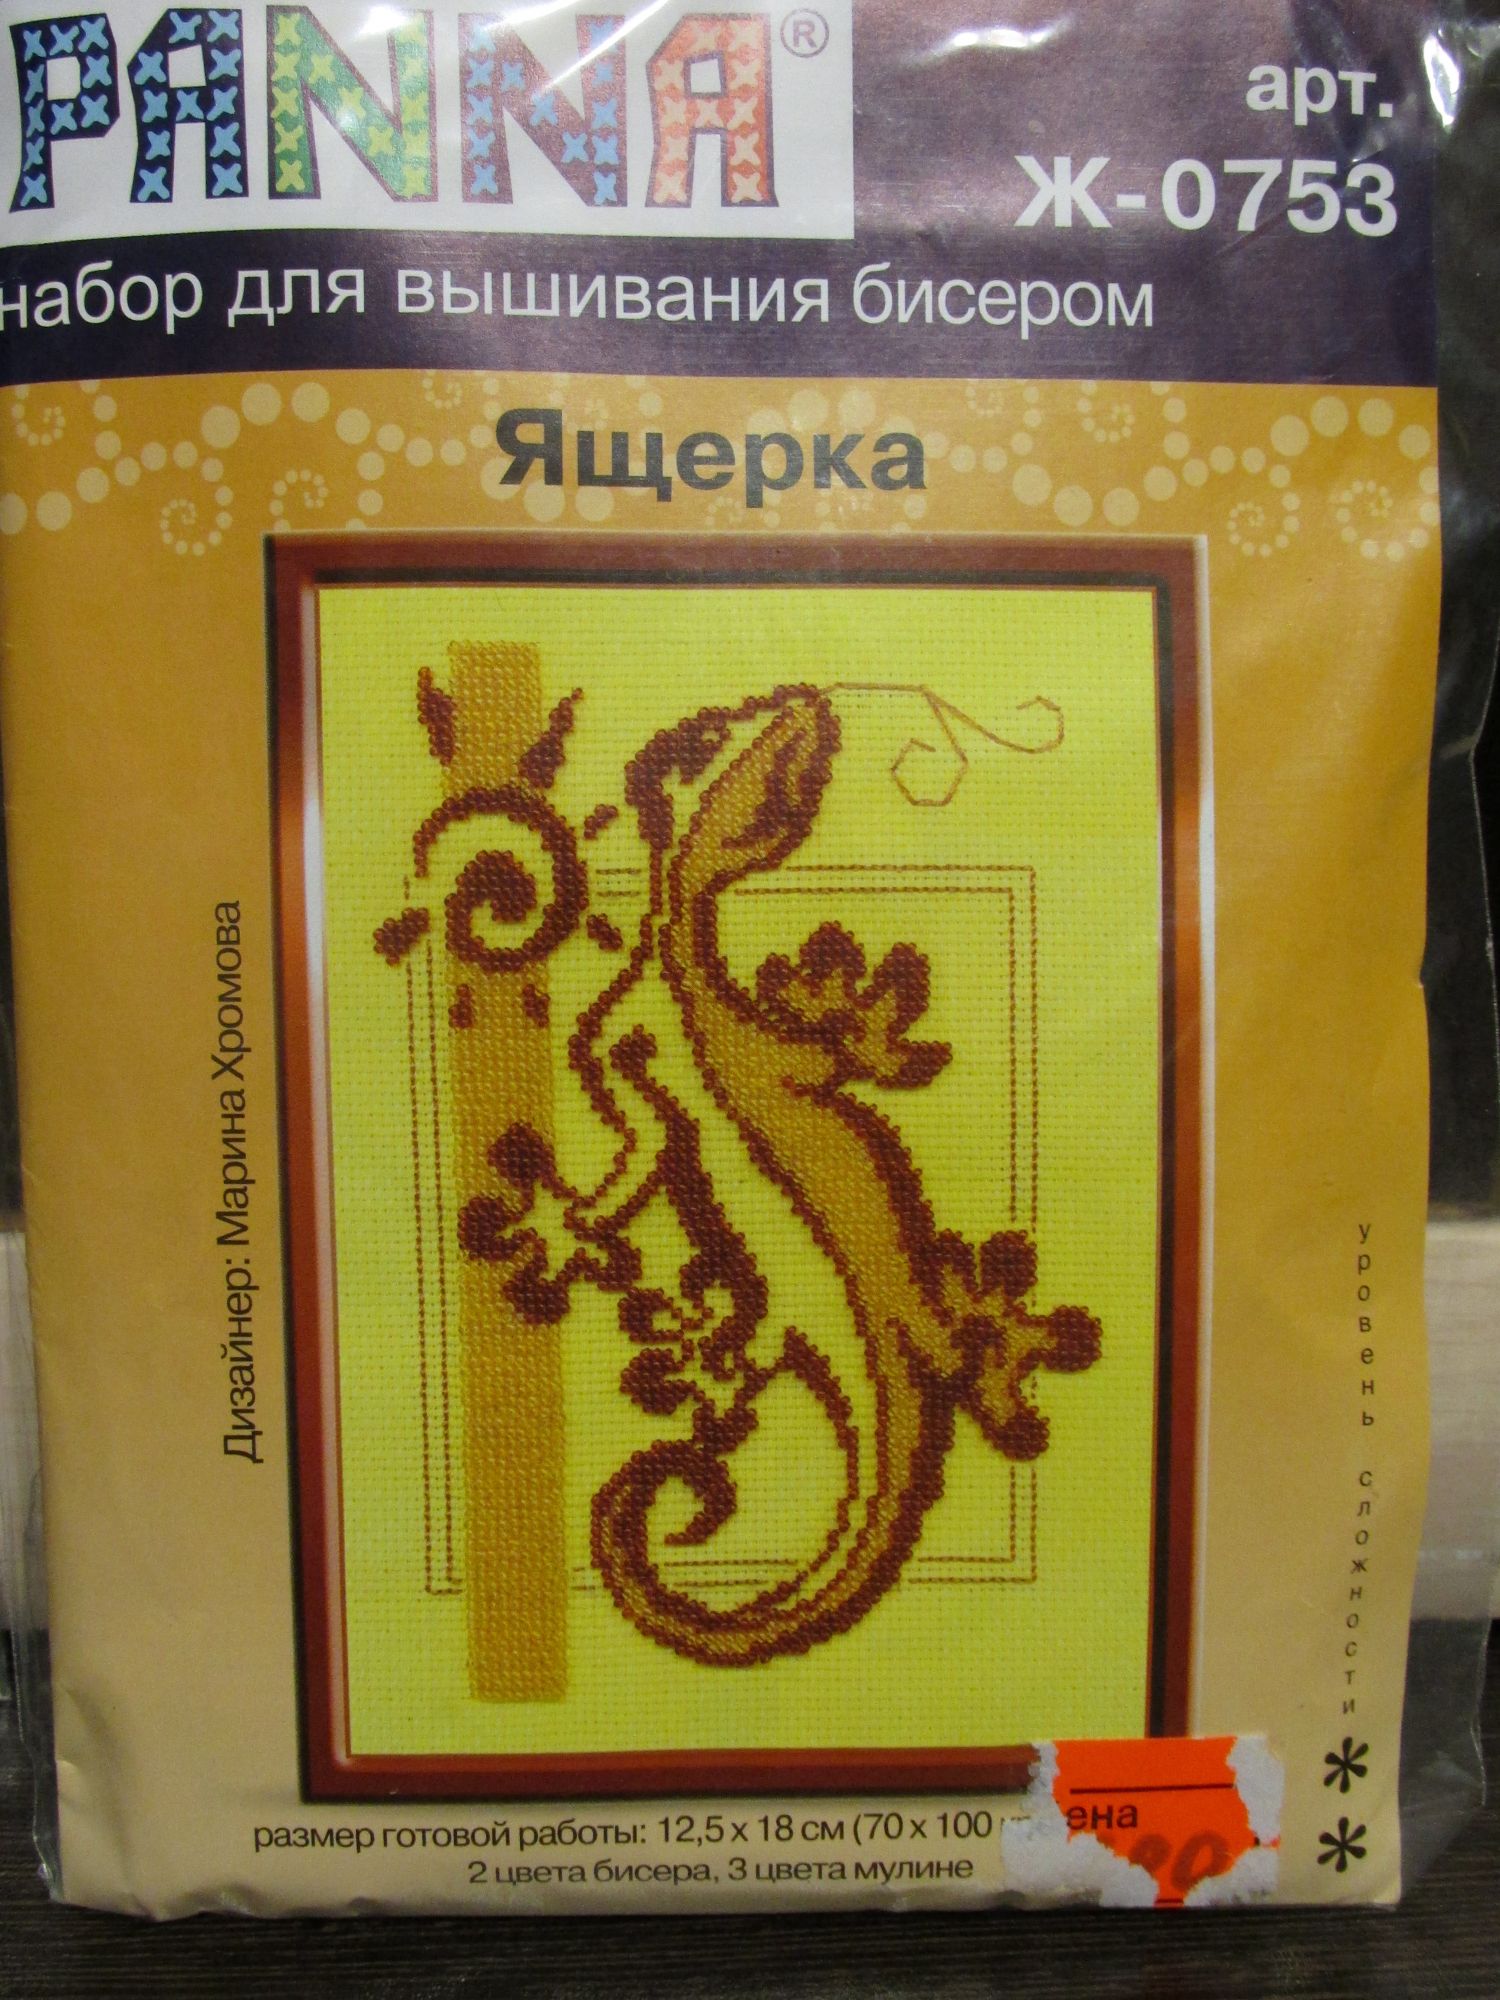 PANNA®
арт.
Ж-0753
набор для вышивания бисером
Ящерка
Дизайнер: Марина Хромова
уровень сложности
**
размер готовой работы: 12,5 х 18 см (70 х 100
ена
2 цвета бисера, 3 цвета мулине